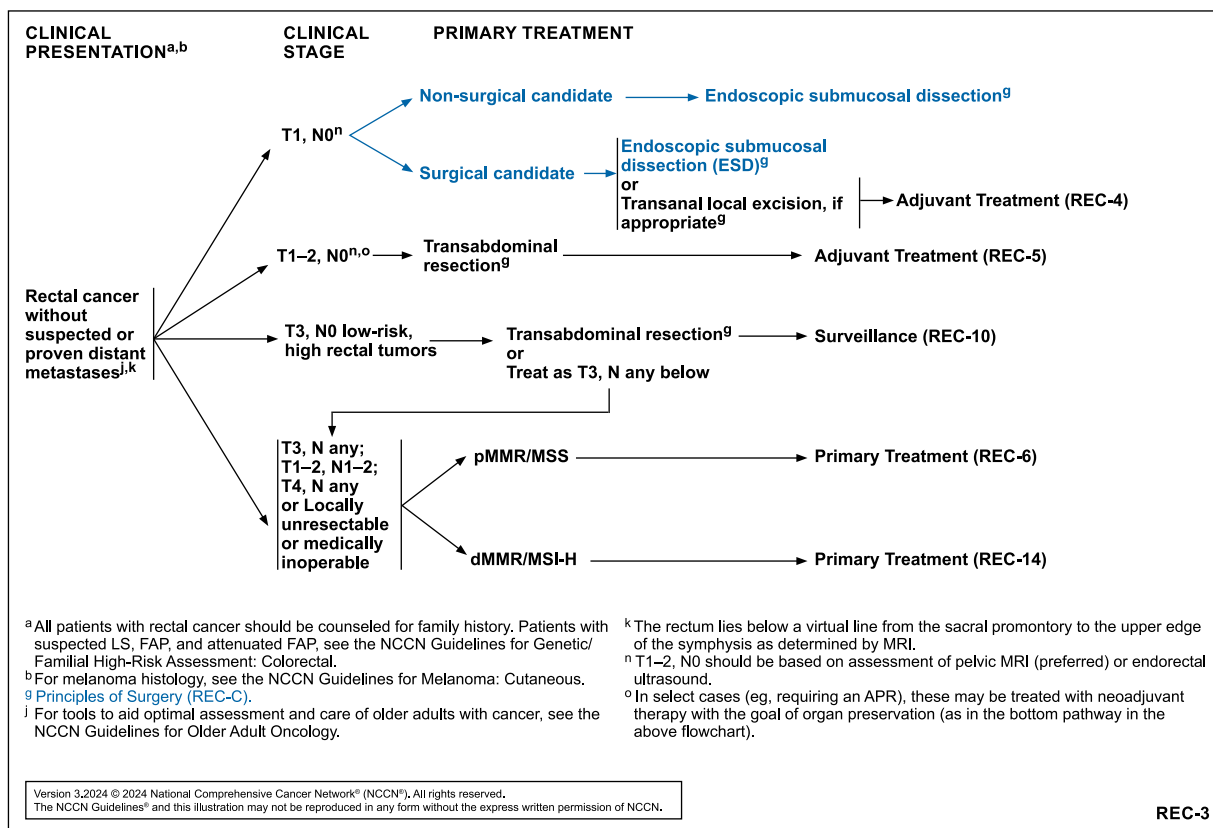 CLINICAL
PRESENTATIONa,b
CLINICAL
STAGE
PRIMARY TREATMENT
Non-surgical candidate
Endoscopic submucosal dissectiong
T1, N0n
Surgical candidate
Endoscopic submucosal
dissection (ESD)g
or
Transanal local excision, if
appropriateg
Adjuvant Treatment (REC-4)
T1–2, N0n,o
Transabdominal
resectiong
Adjuvant Treatment (REC-5)
Rectal cancer
without
suspected or
proven distant
metastasesj,k
T3, N0 low-risk,
high rectal tumors
Transabdominal resectiong
or
Treat as T3, N any below
Surveillance (REC-10)
T3, N any;
T1–2, N1–2;
T4, N any
or Locally
unresectable
or medically
inoperable
pMMR/MSS
Primary Treatment (REC-6)
dMMR/MSI-H
Primary Treatment (REC-14)
a All patients with rectal cancer should be counseled for family history. Patients with
suspected LS, FAP, and attenuated FAP, see the NCCN Guidelines for Genetic/
Familial High-Risk Assessment: Colorectal.
b For melanoma histology, see the NCCN Guidelines for Melanoma: Cutaneous.
g Principles of Surgery (REC-C).
j For tools to aid optimal assessment and care of older adults with cancer, see the
NCCN Guidelines for Older Adult Oncology.
k The rectum lies below a virtual line from the sacral promontory to the upper edge
of the symphysis as determined by MRI.
n T1–2, N0 should be based on assessment of pelvic MRI (preferred) or endorectal
ultrasound.
o In select cases (eg, requiring an APR), these may be treated with neoadjuvant
therapy with the goal of organ preservation (as in the bottom pathway in the
above flowchart).
Version 3.2024 © 2024 National Comprehensive Cancer Network® (NCCN®). All rights reserved.
The NCCN Guidelines® and this illustration may not be reproduced in any form without the express written permission of NCCN.
REC-3